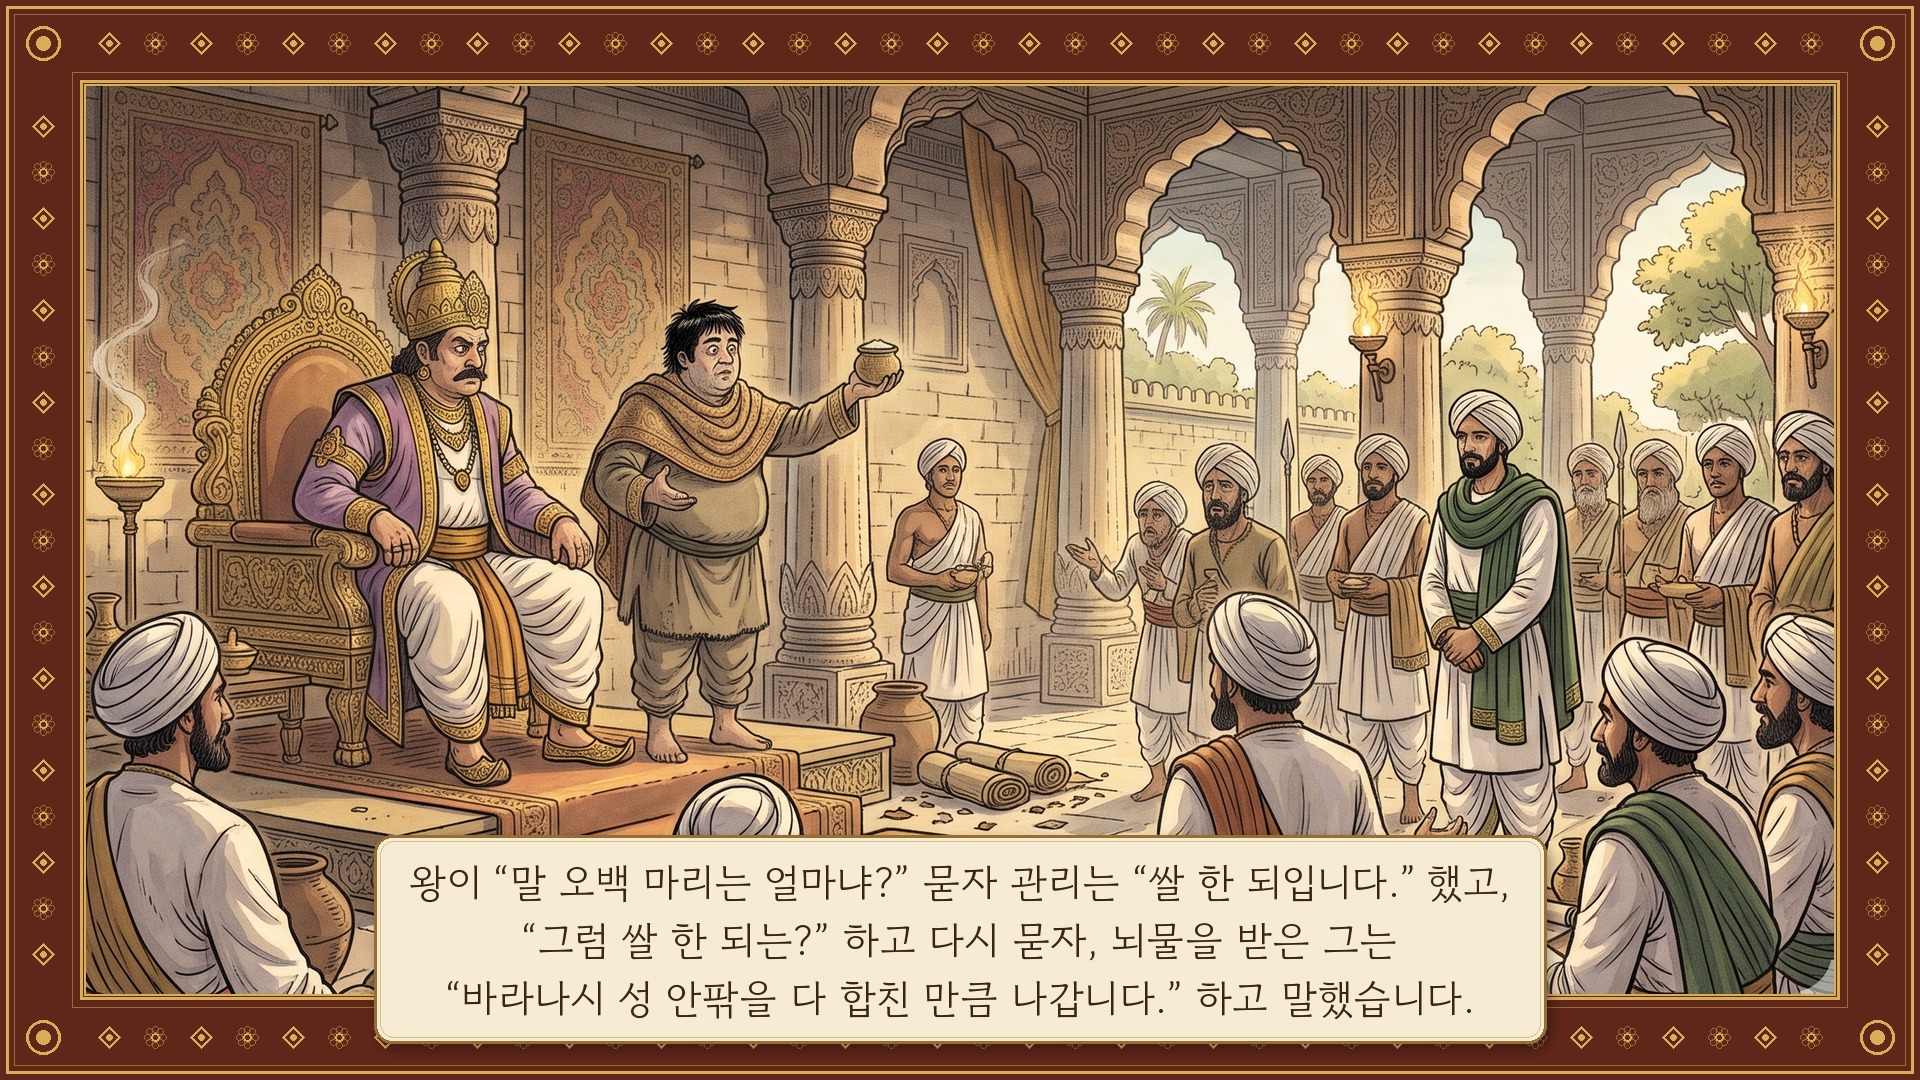 왕이 “말 오백 마리는 얼마냐?” 묻자 관리는 “쌀 한 되입니다.” 했고,
“그럼 쌀 한 되는?” 하고 다시 묻자, 뇌물을 받은 그는
“바라나시 성 안팎을 다 합친 만큼 나갑니다.” 하고 말했습니다.